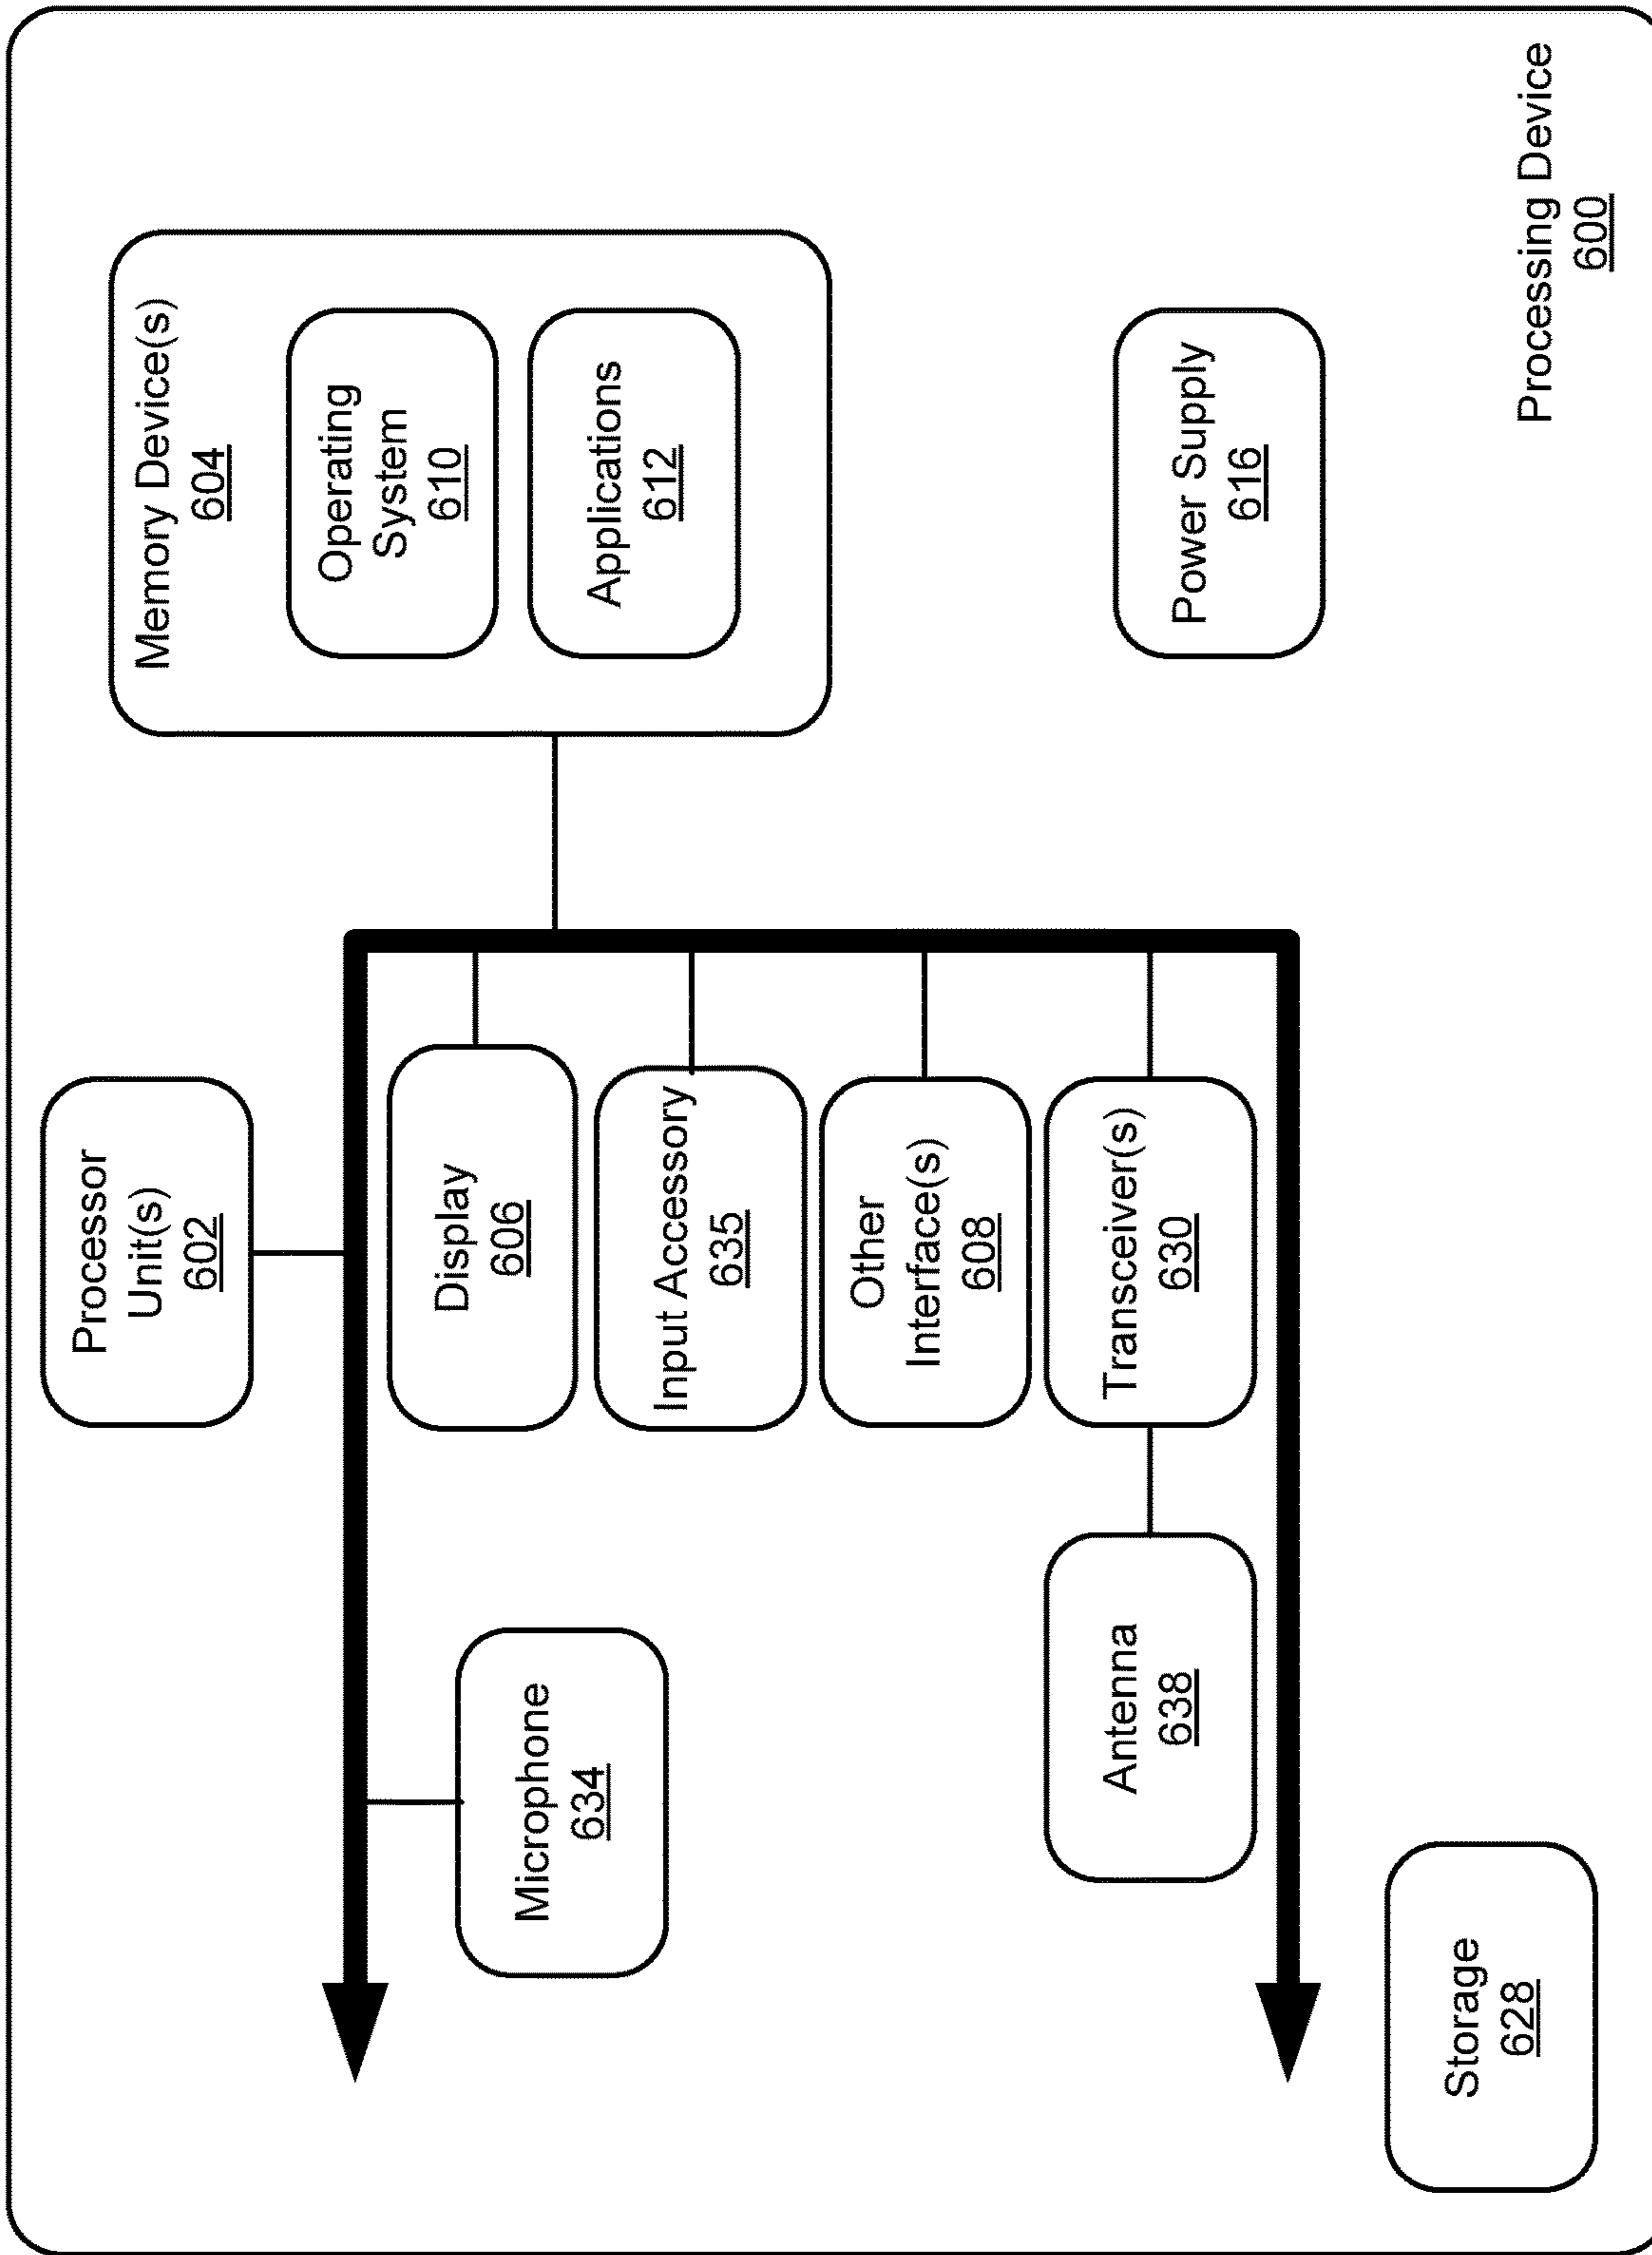 Processor
Unit(s)
602
Memory Device(s)
604
Operating
System
610
Applications
612
Display
606
Microphone
634
Input Accessory
635
Other
Interface(s)
608
Antenna
638
Transceiver(s)
630
Power Supply
616
Storage
628
Processing Device
600